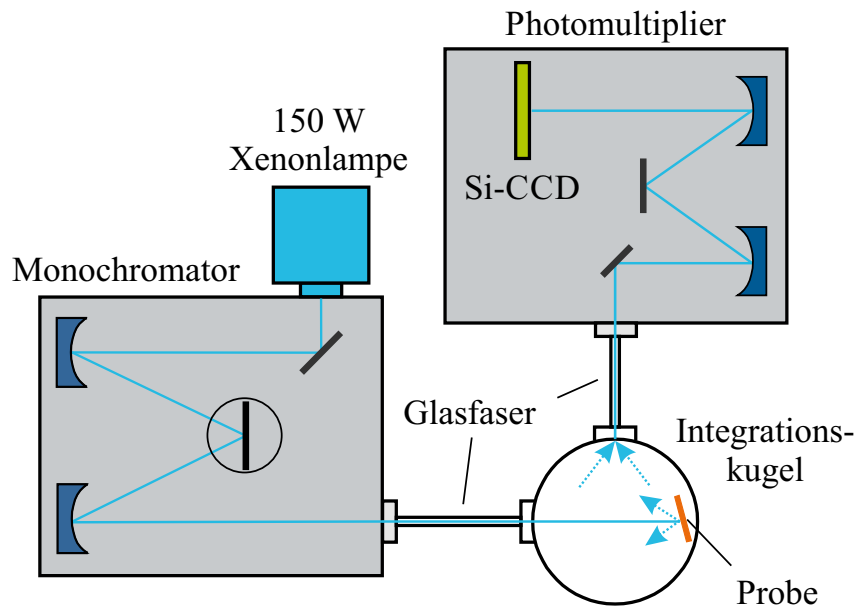 Photomultiplier
150 W
Xenonlampe
Si-CCD
Monochromator
Glasfaser
Integrations-
kugel
Probe